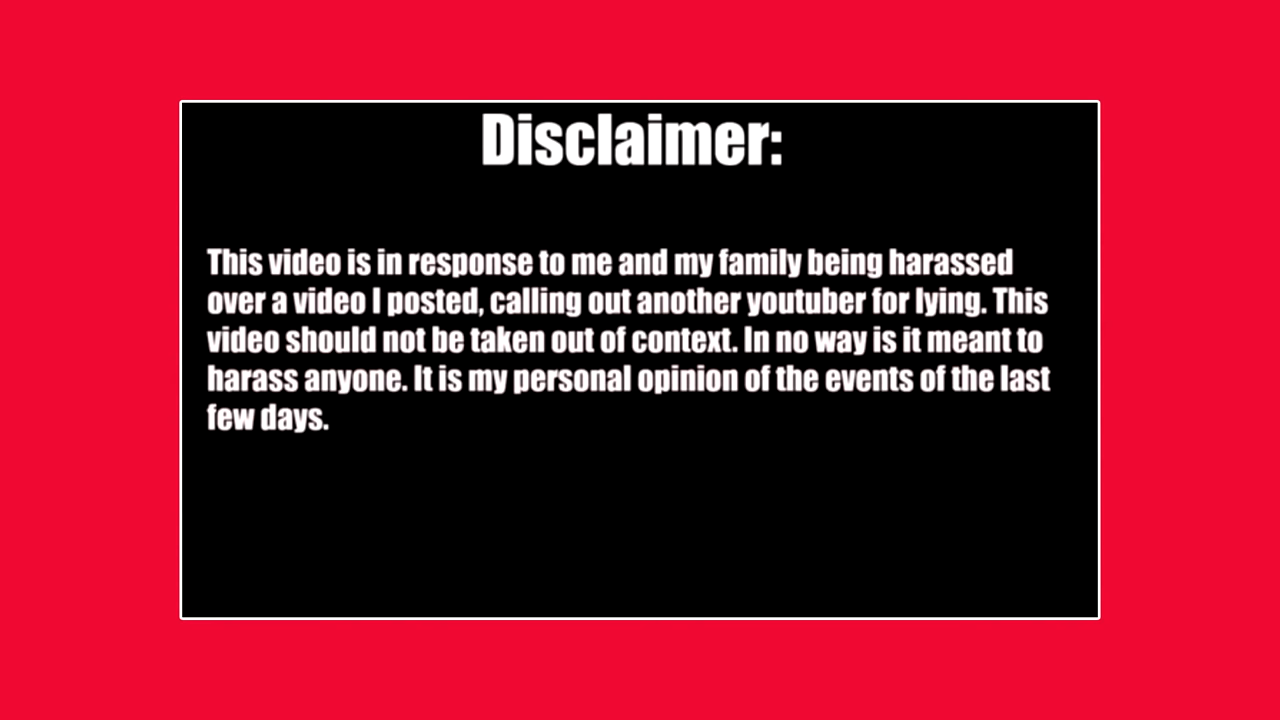 Disclaimer:
This video is in response to me and my family being harassed
over a video I posted, calling out another youtuber for lying. This
video should not be taken out of context. In no way is it meant to
harass anyone. It is my personal opinion of the events of the last
few days.